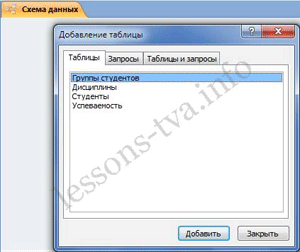 Схема данных
Добавление таблицы
Таблицы Запросы Таблицы и запросы
Группы студентов
Дисциплины
Студенты
Успеваемость
lessons-tva.info
Добавить Закрыть